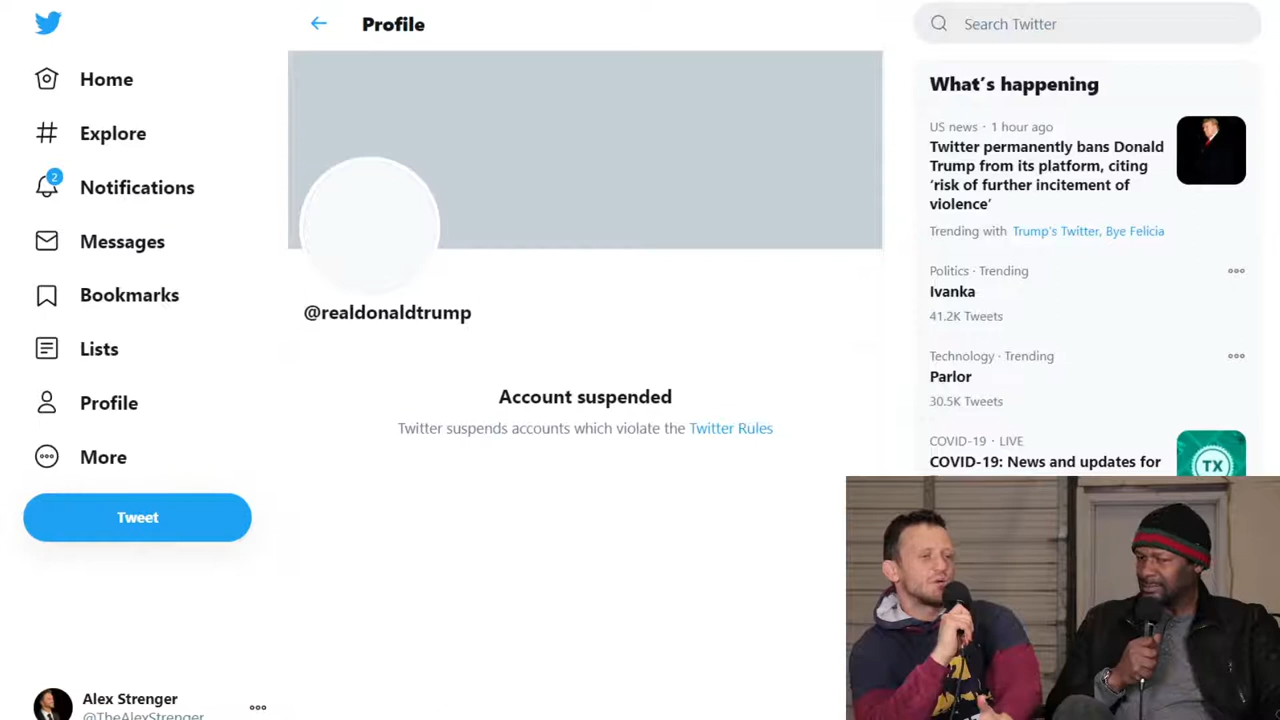 Profile
Search Twitter
Home
Explore
2
Notifications
Messages
Bookmarks
Lists
Profile
More
Tweet
Alex Strenger
@TheAlexStrenger
@realdonaldtrump
Account suspended
Twitter suspends accounts which violate the Twitter Rules
What's happening
US news · 1 hour ago
Twitter permanently bans Donald
Trump from its platform, citing
‘risk of further incitement of
violence’
Trending with Trump's Twitter, Bye Felicia
Politics · Trending
Ivanka
41.2K Tweets
Technology · Trending
Parlor
30.5K Tweets
COVID-19 · LIVE
COVID-19: News and updates for
TX